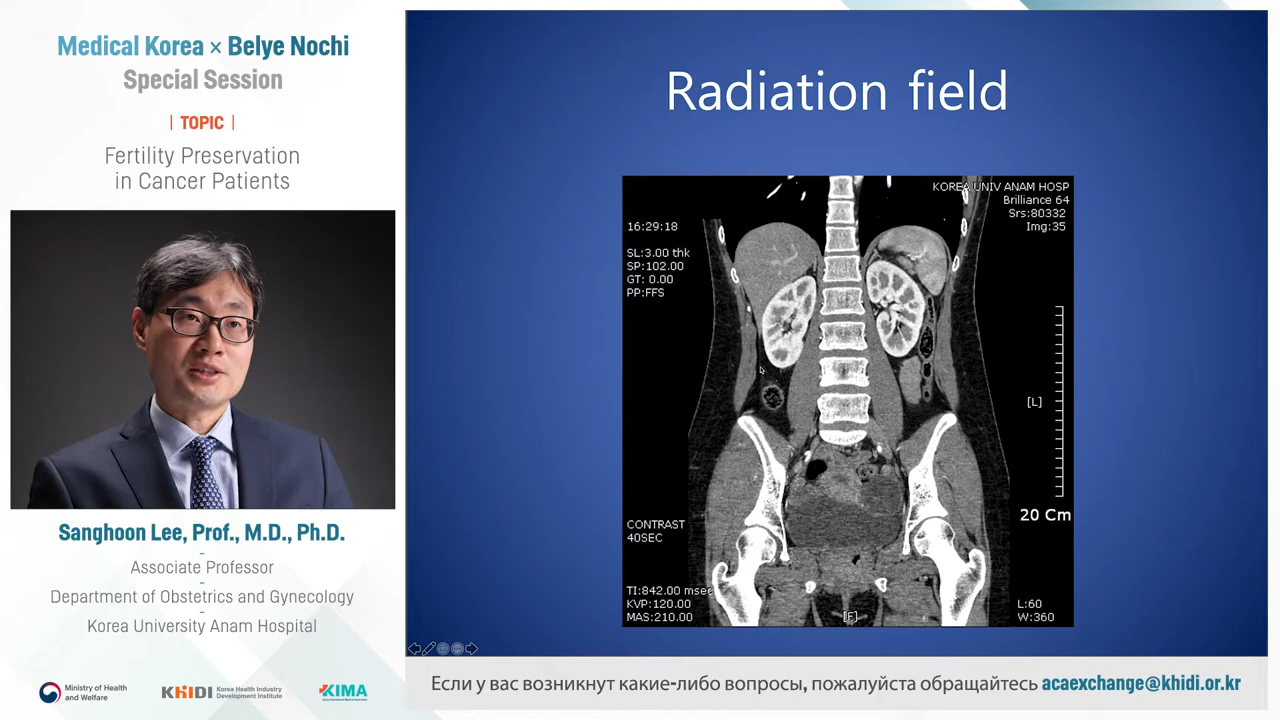 Medical Korea × Belye Nochi
Special Session
| TOPIC |
Fertility Preservation
in Cancer Patients
Sanghoon Lee, Prof., M.D., Ph.D.
Associate Professor
Department of Obstetrics and Gynecology
Korea University Anam Hospital
Ministry of Health
and Welfare
KHIDI Korea Health Industry
Development Institute
KIMA
Radiation field
KOREA UNIV ANAM HOSP
Brilliance 64
Srs:80332
Img:35
16:29:18
SL:3.00 thk
SP:102.00
GT: 0.00
PP:FFS
[L]
20 Cm
CONTRAST
40SEC
TI:842.00 msec
KVP:120.00
MAS:210.00
[F]
L:60
W:360
Если у вас возникнут какие-либо вопросы, пожалуйста обращайтесь acaexchange@khidi.or.kr